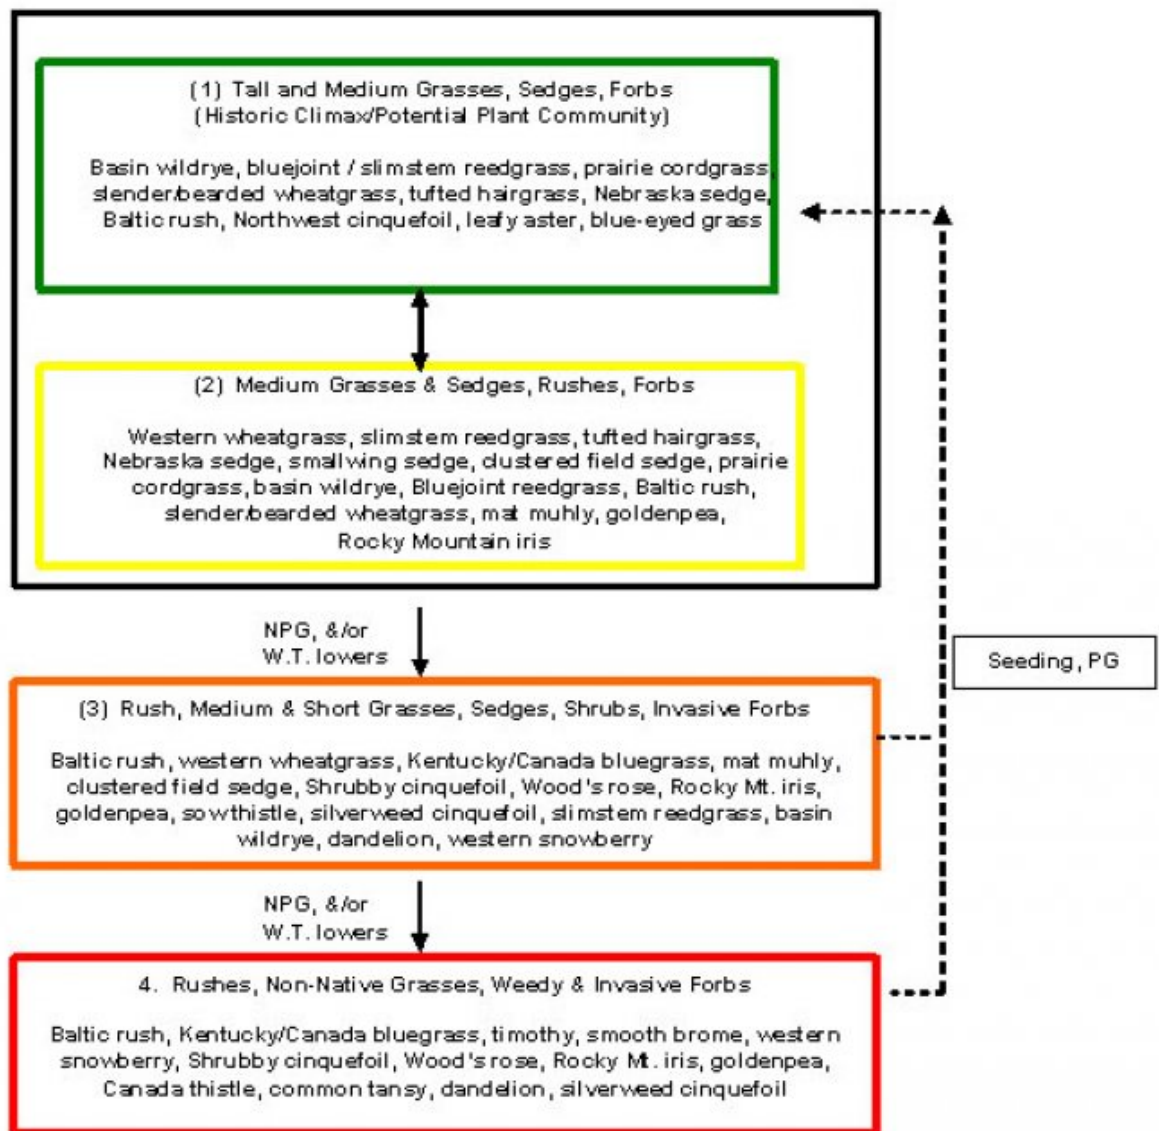 (1) Tall and Medium Grasses, Sedges, Forbs
(Historic Climax/Potential Plant Community)
Basin wildrye, bluejoint / slimstem reedgrass, prairie cordgrass,
slender/bearded wheatgrass, tufted hairgrass, Nebraska sedge,
Baltic rush, Northwest cinquefoil, leafy aster, blue-eyed grass
(2) Medium Grasses & Sedges, Rushes, Forbs
Western wheatgrass, slimstem reedgrass, tufted hairgrass,
Nebraska sedge, smallwing sedge, clustered field sedge, prairie
cordgrass, basin wildrye, Bluejoint reedgrass, Baltic rush,
slender/bearded wheatgrass, mat muhly, goldenpea,
Rocky Mountain iris
NPG, &/or
W.T. lowers
Seeding, PG
(3) Rush, Medium & Short Grasses, Sedges, Shrubs, Invasive Forbs
Baltic rush, western wheatgrass, Kentucky/Canada bluegrass, mat muhly,
clustered field sedge, Shrubby cinquefoil, Wood's rose, Rocky Mt. iris,
goldenpea, sowthistle, silverweed cinquefoil, slimstem reedgrass, basin
wildrye, dandelion, western snowberry
NPG, &/or
W.T. lowers
4. Rushes, Non-Native Grasses, Weedy & Invasive Forbs
Baltic rush, Kentucky/Canada bluegrass, timothy, smooth brome, western
snowberry, Shrubby cinquefoil, Wood's rose, Rocky Mt. iris, goldenpea,
Canada thistle, common tansy, dandelion, silverweed cinquefoil